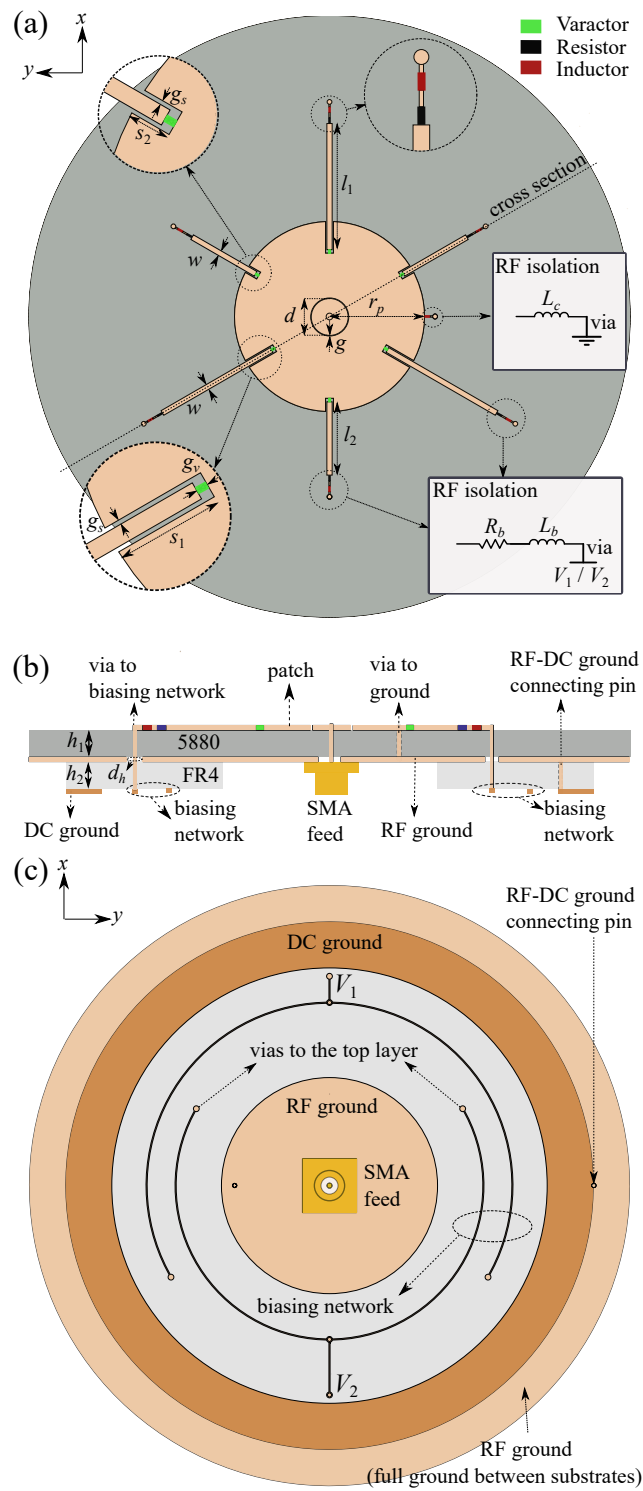 (a)
x
y
Varactor
Resistor
Inductor
g_s
s_2
l_1
cross section
w
RF isolation
L_c
via
d
r_p
g
w
l_2
g_v
g_s
s_1
RF isolation
R_b
L_b
via
V_1 / V_2
(b)
via to
biasing network
patch
via to
ground
RF-DC ground
connecting pin
h_1
5880
h_2
d_h
FR4
DC ground
biasing
network
SMA
feed
RF ground
biasing
network
(c)
x
y
RF-DC ground
connecting pin
DC ground
V_1
vias to the top layer
RF ground
SMA
feed
biasing network
V_2
RF ground
(full ground between substrates)